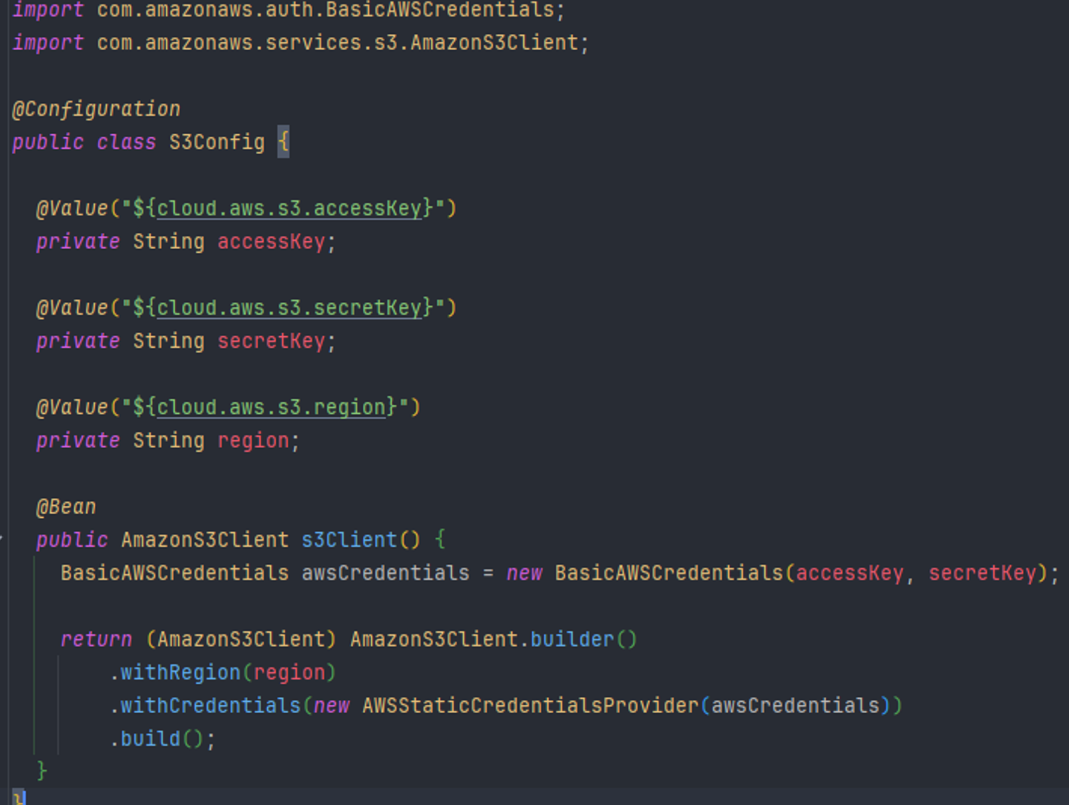 import com.amazonaws.auth.BasicAWSCredentials;
import com.amazonaws.services.s3.AmazonS3Client;
@Configuration
public class S3Config {
@Value("${cloud.aws.s3.accessKey}")
private String accessKey;
@Value("${cloud.aws.s3.secretKey}")
private String secretKey;
@Value("${cloud.aws.s3.region}")
private String region;
@Bean
public AmazonS3Client s3Client() {
BasicAWSCredentials awsCredentials = new BasicAWSCredentials(accessKey, secretKey);
return (AmazonS3Client) AmazonS3Client.builder()
.withRegion(region)
.withCredentials(new AWSStaticCredentialsProvider(awsCredentials))
.build();
}
}